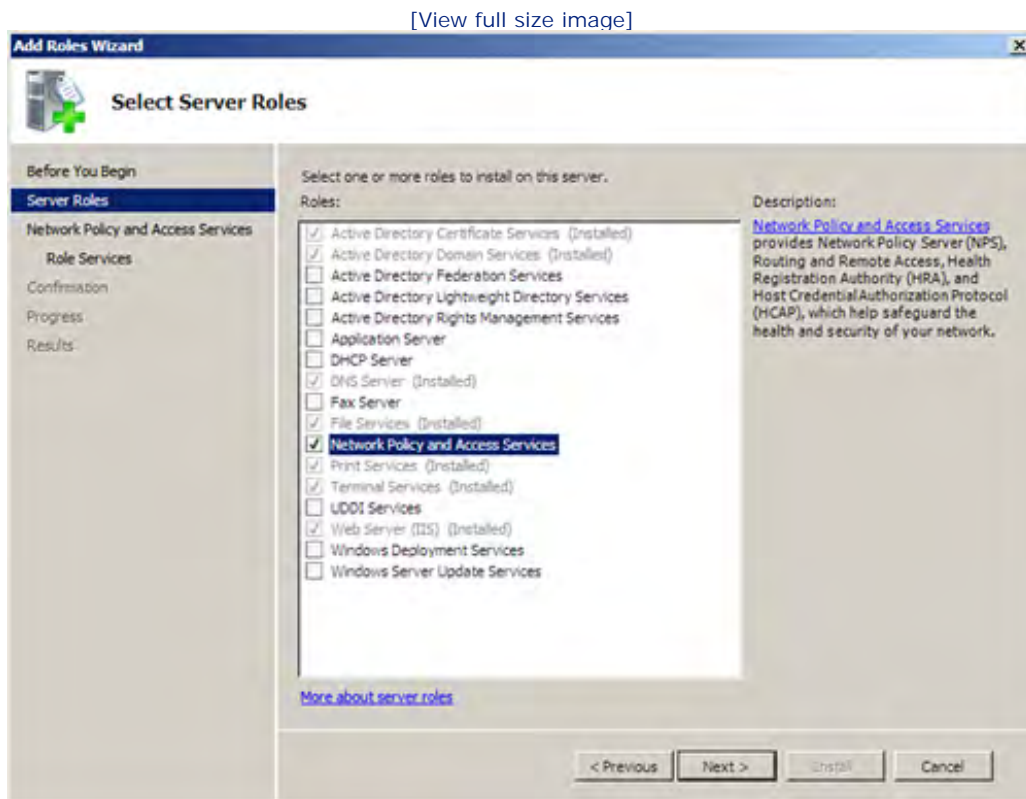 [View full size image]
Add Roles Wizard
Select Server Roles
Before You Begin
Server Roles
Network Policy and Access Services
Role Services
Confirmation
Progress
Results
Select one or more roles to install on this server.
Roles:
Active Directory Certificate Services (Installed)
Active Directory Domain Services (Installed)
Active Directory Federation Services
Active Directory Lightweight Directory Services
Active Directory Rights Management Services
Application Server
DHCP Server
DNS Server (Installed)
Fax Server
File Services (Installed)
Network Policy and Access Services
Print Services (Installed)
Terminal Services (Installed)
UDDI Services
Web Server (IIS) (Installed)
Windows Deployment Services
Windows Server Update Services
More about server roles
Description:
Network Policy and Access Services
provides Network Policy Server (NPS),
Routing and Remote Access, Health
Registration Authority (HRA), and
Host Credential Authorization Protocol
(HCAP), which help safeguard the
health and security of your network.
< Previous
Next >
Install
Cancel